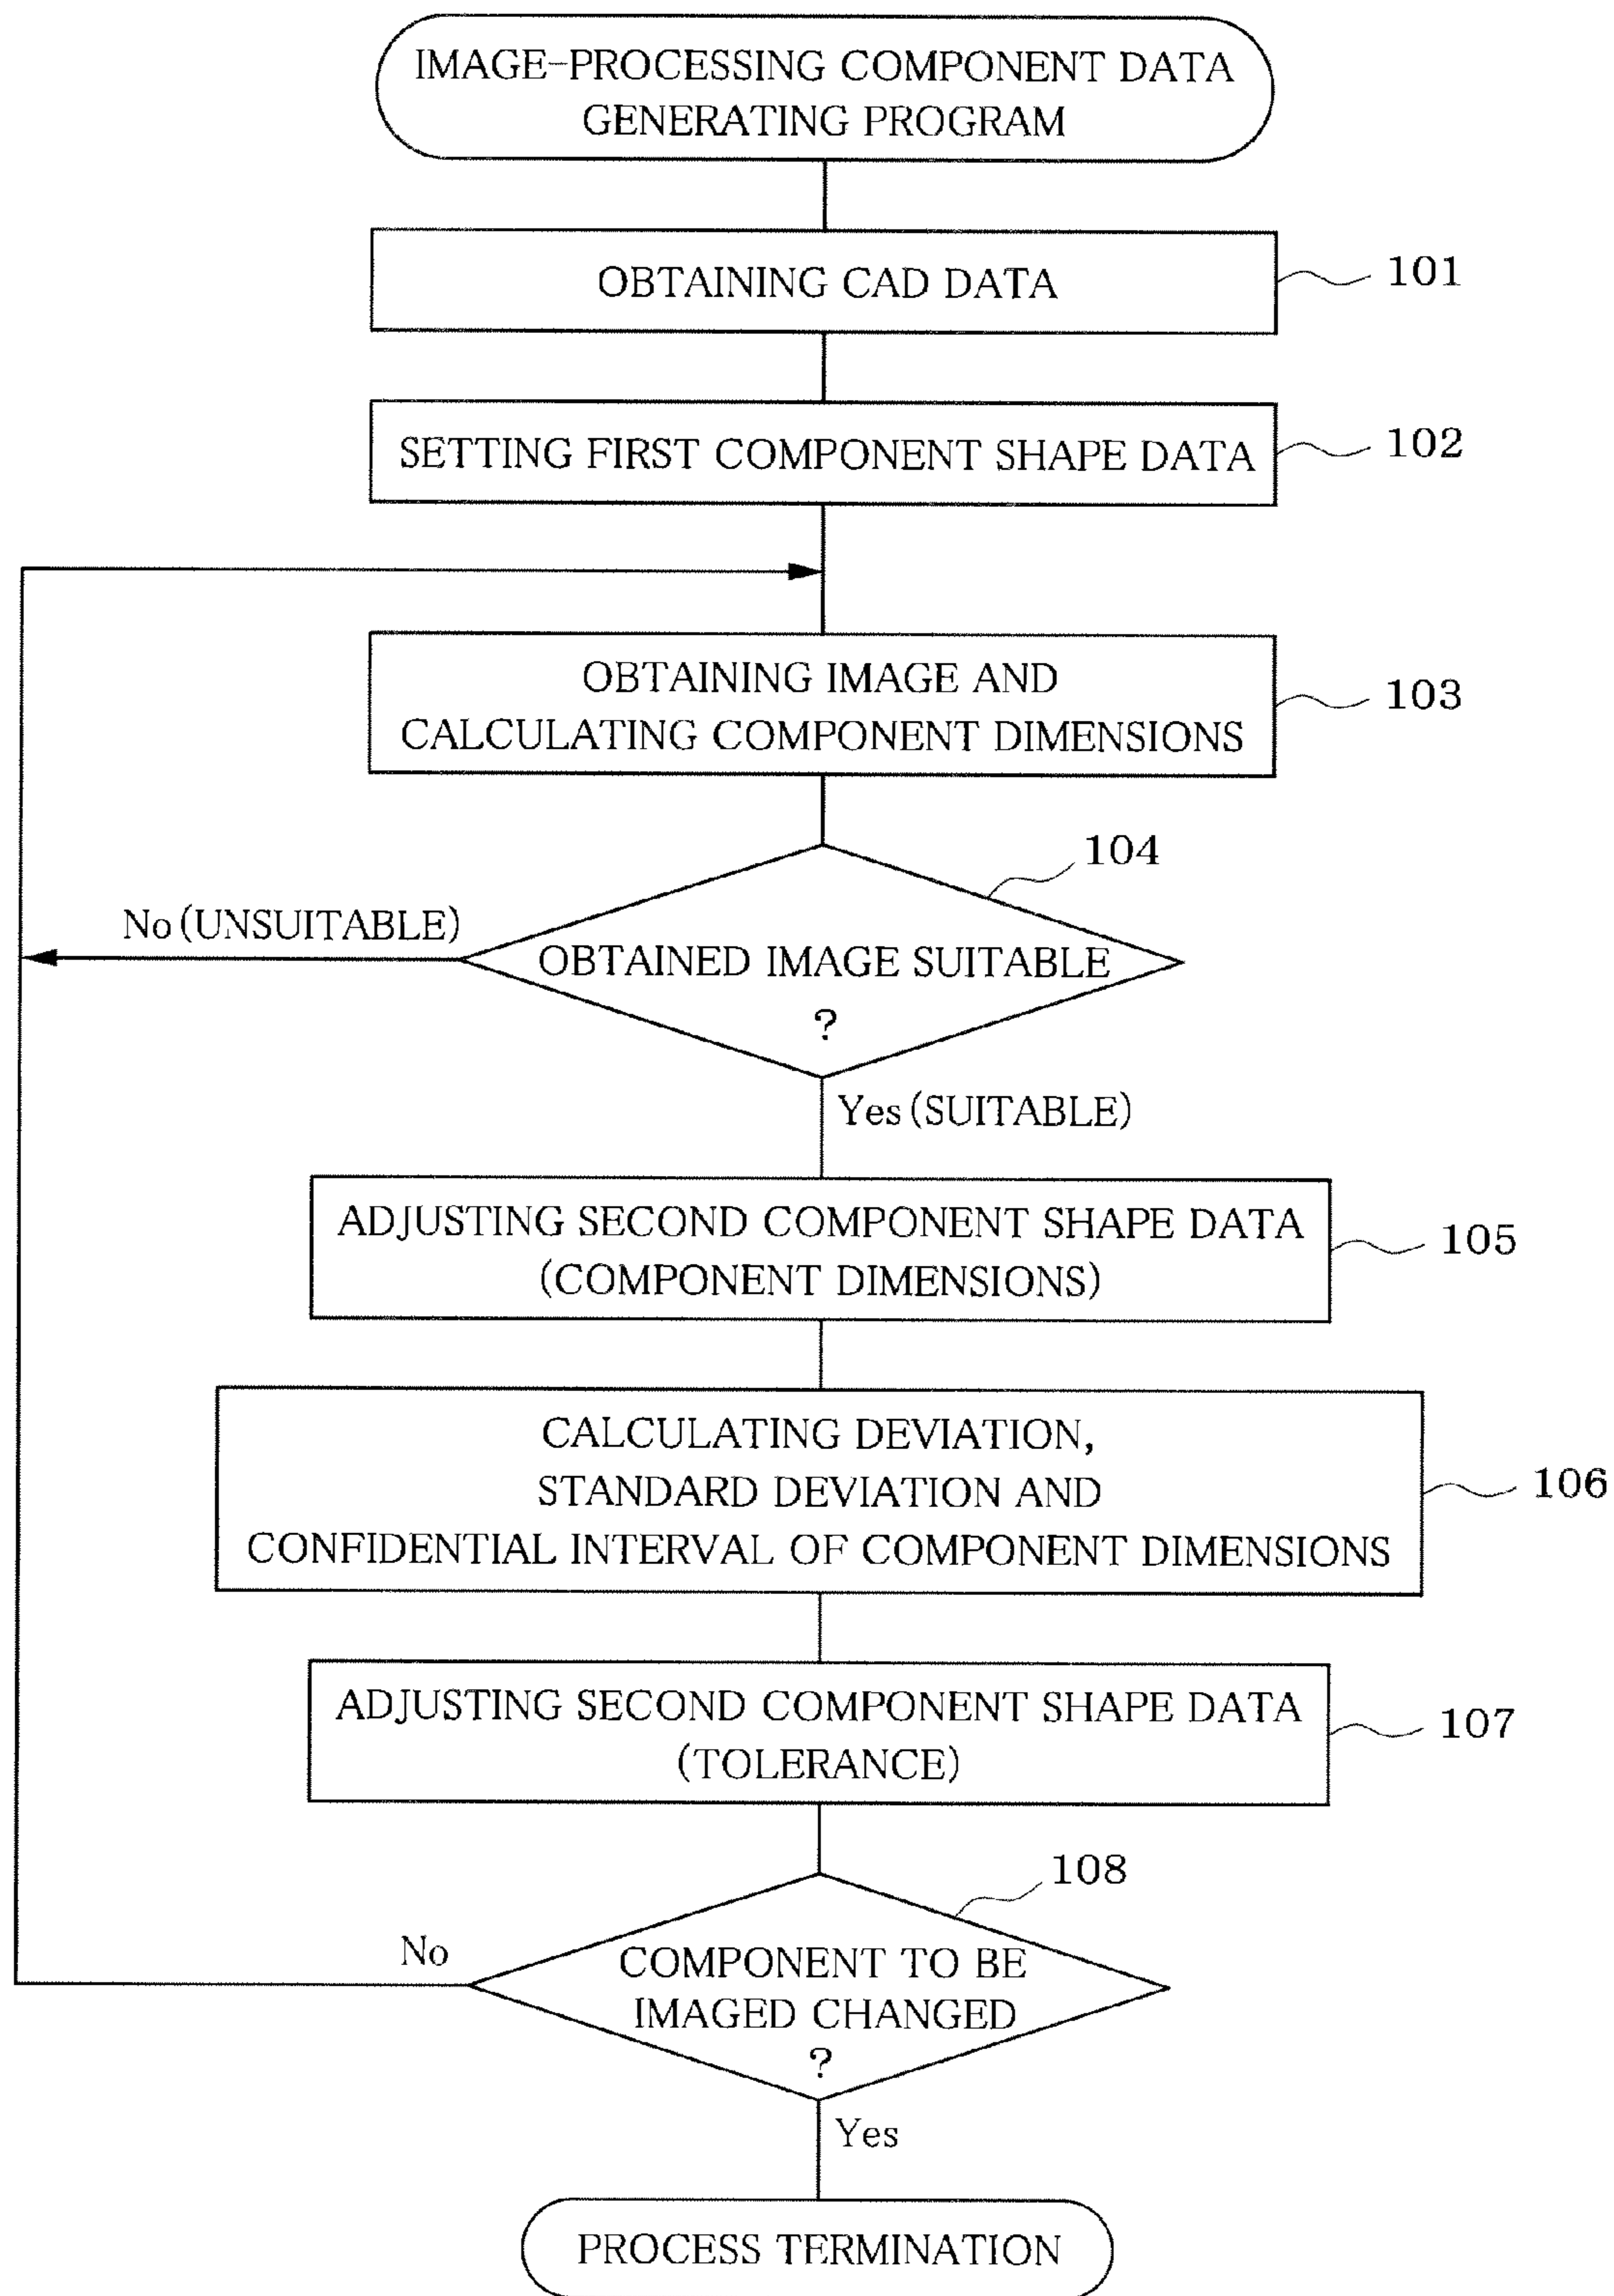 IMAGE-PROCESSING COMPONENT DATA
GENERATING PROGRAM
OBTAINING CAD DATA
101
SETTING FIRST COMPONENT SHAPE DATA
102
OBTAINING IMAGE AND
CALCULATING COMPONENT DIMENSIONS
103
104
No (UNSUITABLE)
OBTAINED IMAGE SUITABLE
?
Yes (SUITABLE)
ADJUSTING SECOND COMPONENT SHAPE DATA
(COMPONENT DIMENSIONS)
105
CALCULATING DEVIATION,
STANDARD DEVIATION AND
CONFIDENTIAL INTERVAL OF COMPONENT DIMENSIONS
106
ADJUSTING SECOND COMPONENT SHAPE DATA
(TOLERANCE)
107
108
No
COMPONENT TO BE
IMAGED CHANGED
?
Yes
PROCESS TERMINATION